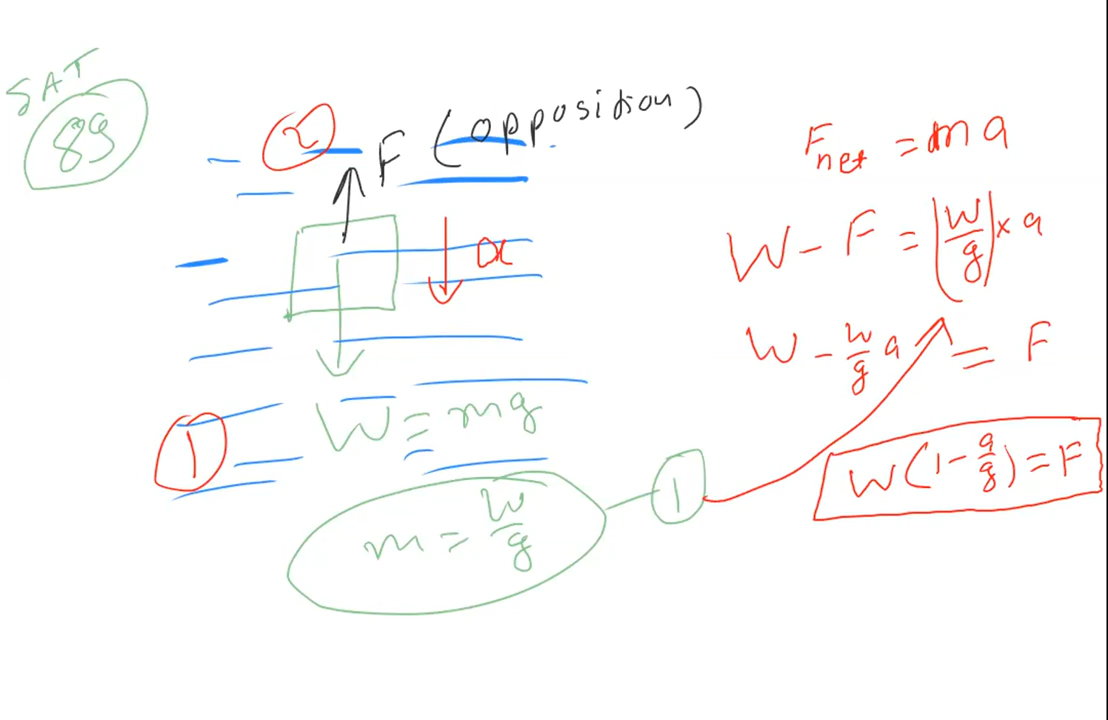 SAT
89
2
F (opposition)
a
W = mg
1
m = W/g
1
Fnet = ma
W - F = (W/g) × a
W - W/g a = F
W(1 - a/g) = F